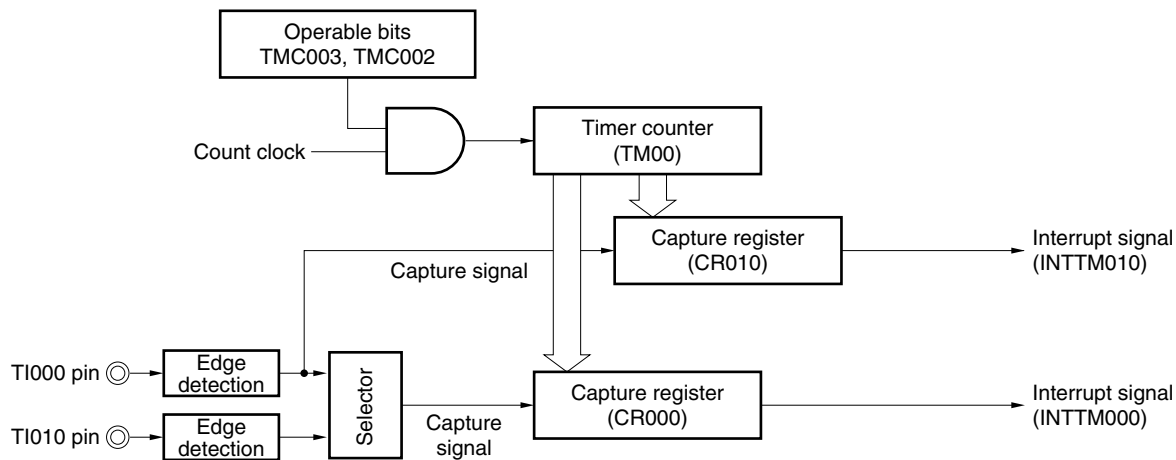 Operable bits
TMC003, TMC002
Count clock
Timer counter
(TM00)
Capture register
(CR010)
Interrupt signal
(INTTM010)
Capture signal
TI000 pin
Edge
detection
Selector
Capture register
(CR000)
Interrupt signal
(INTTM000)
TI010 pin
Edge
detection
Capture
signal